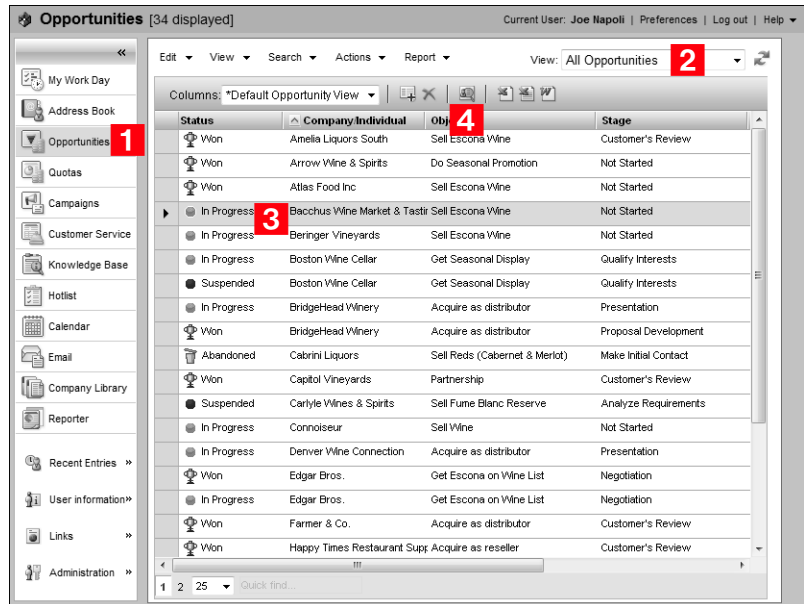 Opportunities [34 displayed]
Current User: Joe Napoli | Preferences | Log out | Help
«
My Work Day
Address Book
Opportunities 1
Quotas
Campaigns
Customer Service
Knowledge Base
Hotlist
Calendar
Email
Company Library
Reporter
Recent Entries »
User information»
Links »
Administration »
Edit View Search Actions Report
View: All Opportunities 2
Columns: *Default Opportunity View
4
Status Company/Individual Obj Stage
Won Amelia Liquors South Sell Escona Wine Customer's Review
Won Arrow Wine & Spirits Do Seasonal Promotion Not Started
Won Atlas Food Inc Sell Escona Wine Not Started
In Progress 3 Bacchus Wine Market & Tastir Sell Escona Wine Not Started
In Progress Beringer Vineyards Sell Escona Wine Not Started
In Progress Boston Wine Cellar Get Seasonal Display Qualify Interests
Suspended Boston Wine Cellar Get Seasonal Display Qualify Interests
In Progress BridgeHead Winery Acquire as distributor Presentation
Won BridgeHead Winery Acquire as distributor Proposal Development
Abandoned Cabrini Liquors Sell Reds (Cabernet & Merlot) Make Initial Contact
Won Capitol Vineyards Partnership Customer's Review
Suspended Carlyle Wines & Spirits Sell Fume Blanc Reserve Analyze Requirements
In Progress Connoiseur Sell Wine Not Started
In Progress Denver Wine Connection Acquire as distributor Presentation
Won Edgar Bros. Get Escona on Wine List Negotiation
In Progress Edgar Bros. Get Escona on Wine List Negotiation
Won Farmer & Co. Acquire as distributor Customer's Review
Won Happy Times Restaurant Supp Acquire as reseller Customer's Review
1 2 25 Quick find...